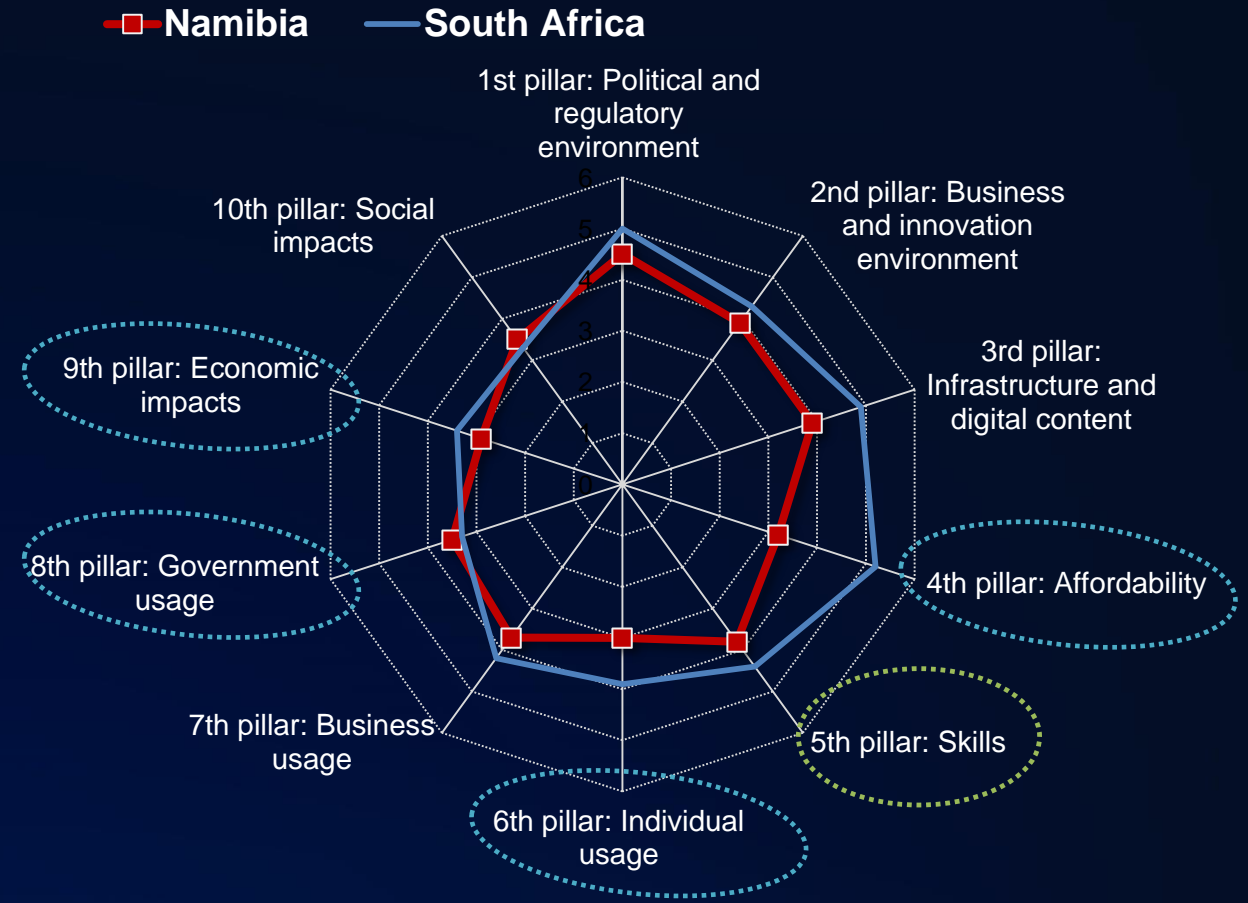 Namibia
South Africa
1st pillar: Political and
regulatory
environment
2nd pillar: Business
and innovation
environment
3rd pillar:
Infrastructure and
digital content
4th pillar: Affordability
5th pillar: Skills
6th pillar: Individual
usage
7th pillar: Business
usage
8th pillar: Government
usage
9th pillar: Economic
impacts
10th pillar: Social
impacts
6
5
4
3
2
1
0